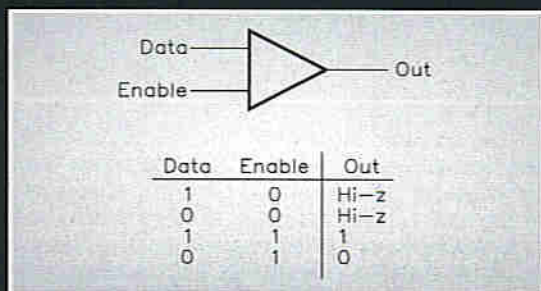 Data
Out
Enable
Data Enable Out
1 0 Hi-z
0 0 Hi-z
1 1 1
0 1 0